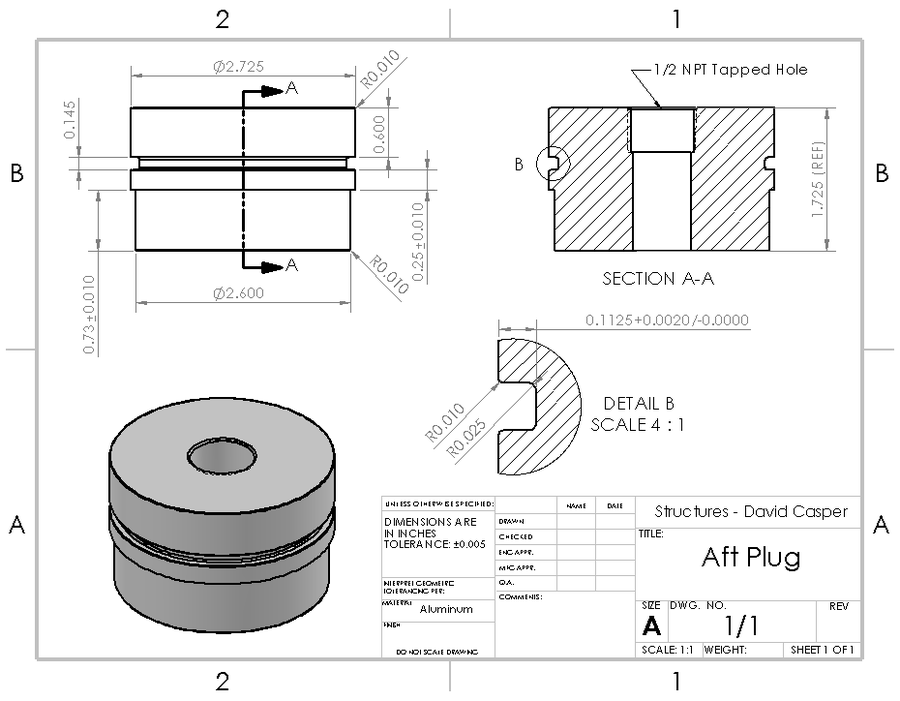 2
1
B
B
A
A
2
1
Ø2.725
A
R0.010
0.145
0.600
A
0.25±0.010
R0.010
0.73±0.010
Ø2.600
1/2 NPT Tapped Hole
B
1.725 (REF)
SECTION A-A
0.1125+0.0020/-0.0000
R0.010
R0.025
DETAIL B
SCALE 4 : 1
UNLESS OTHERWISE SPECIFIED:
DIMENSIONS ARE
IN INCHES
TOLERANCE: ±0.005
INTERPRET GEOMETRIC
TOLERANCING PER:
MATERIAL
Aluminum
FINISH
DO NOT SCALE DRAWING
NAME
DATE
DRAWN
CHECKED
ENG APPR.
MFG APPR.
Q.A.
COMMENTS:
Structures - David Casper
TITLE:
Aft Plug
SIZE
A
DWG. NO.
1/1
REV
SCALE: 1:1
WEIGHT:
SHEET 1 OF 1